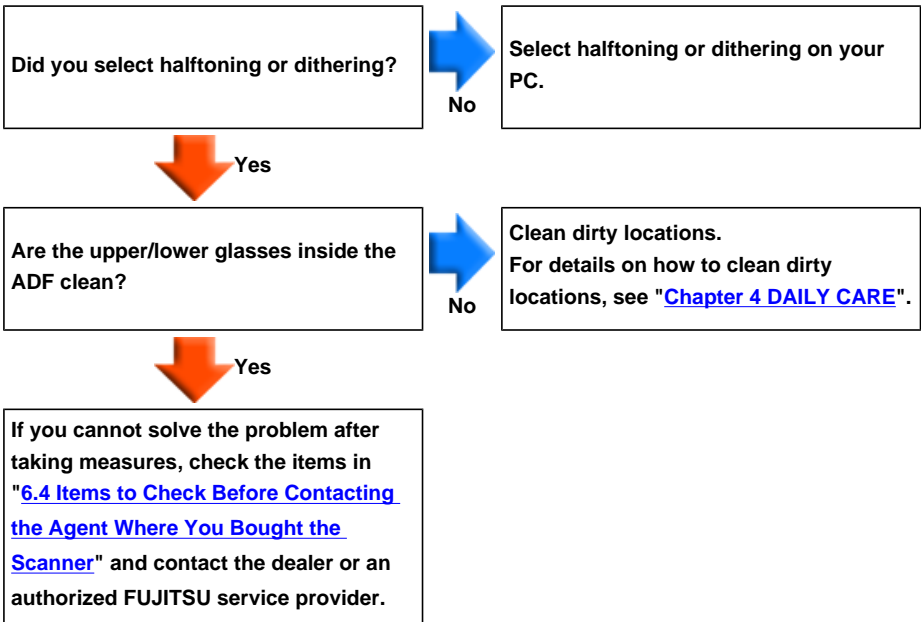 Did you select halftoning or dithering?
No
Select halftoning or dithering on your
PC.
Yes
Are the upper/lower glasses inside the
ADF clean?
No
Clean dirty locations.
For details on how to clean dirty
locations, see "Chapter 4 DAILY CARE".
Yes
If you cannot solve the problem after
taking measures, check the items in
"6.4 Items to Check Before Contacting
the Agent Where You Bought the
Scanner" and contact the dealer or an
authorized FUJITSU service provider.